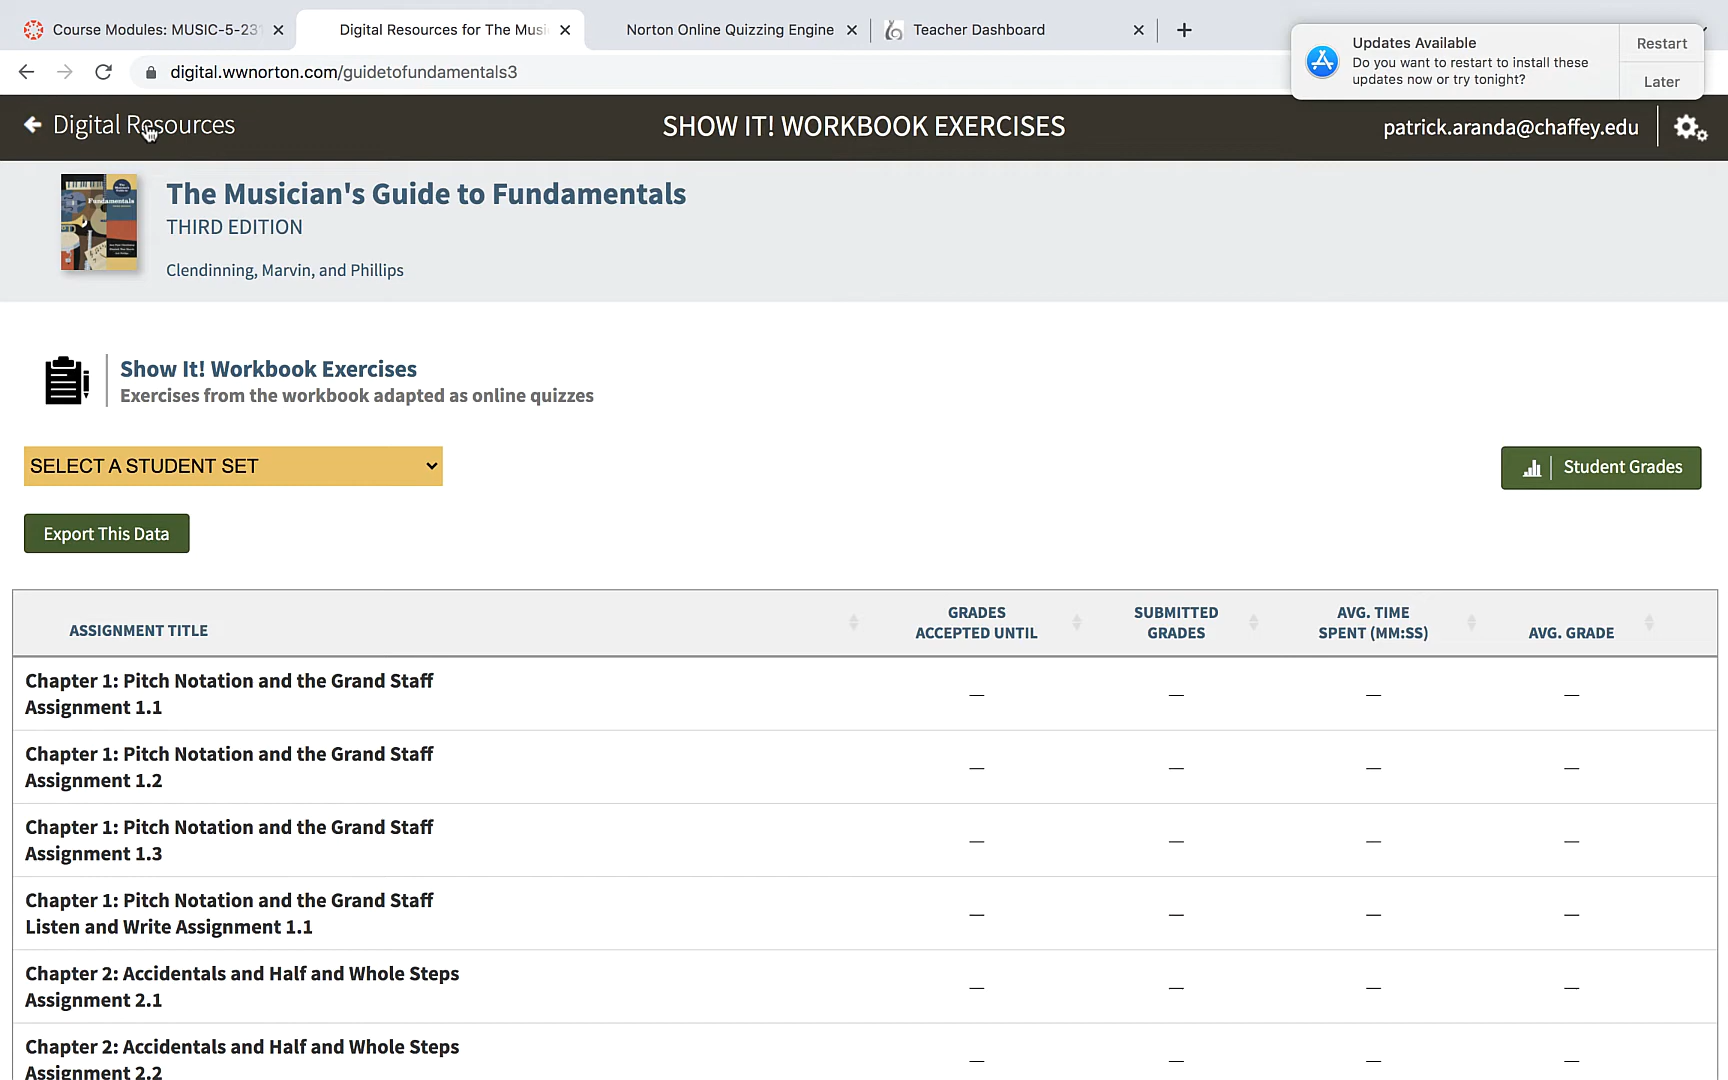 Course Modules: MUSIC-5-231
Digital Resources for The Musi
Norton Online Quizzing Engine
Teacher Dashboard
Updates Available
Do you want to restart to install these
updates now or try tonight?
Restart
Later
digital.wwnorton.com/guidetofundamentals3
Digital Resources
SHOW IT! WORKBOOK EXERCISES
patrick.aranda@chaffey.edu
Fundamentals
The Musician's Guide to Fundamentals
THIRD EDITION
Clendinning, Marvin, and Phillips
Show It! Workbook Exercises
Exercises from the workbook adapted as online quizzes
SELECT A STUDENT SET
Student Grades
Export This Data
ASSIGNMENT TITLE
GRADES
ACCEPTED UNTIL
SUBMITTED
GRADES
AVG. TIME
SPENT (MM:SS)
AVG. GRADE
Chapter 1: Pitch Notation and the Grand Staff
Assignment 1.1
— — — —
Chapter 1: Pitch Notation and the Grand Staff
Assignment 1.2
— — — —
Chapter 1: Pitch Notation and the Grand Staff
Assignment 1.3
— — — —
Chapter 1: Pitch Notation and the Grand Staff
Listen and Write Assignment 1.1
— — — —
Chapter 2: Accidentals and Half and Whole Steps
Assignment 2.1
— — — —
Chapter 2: Accidentals and Half and Whole Steps
Assignment 2.2
— — — —